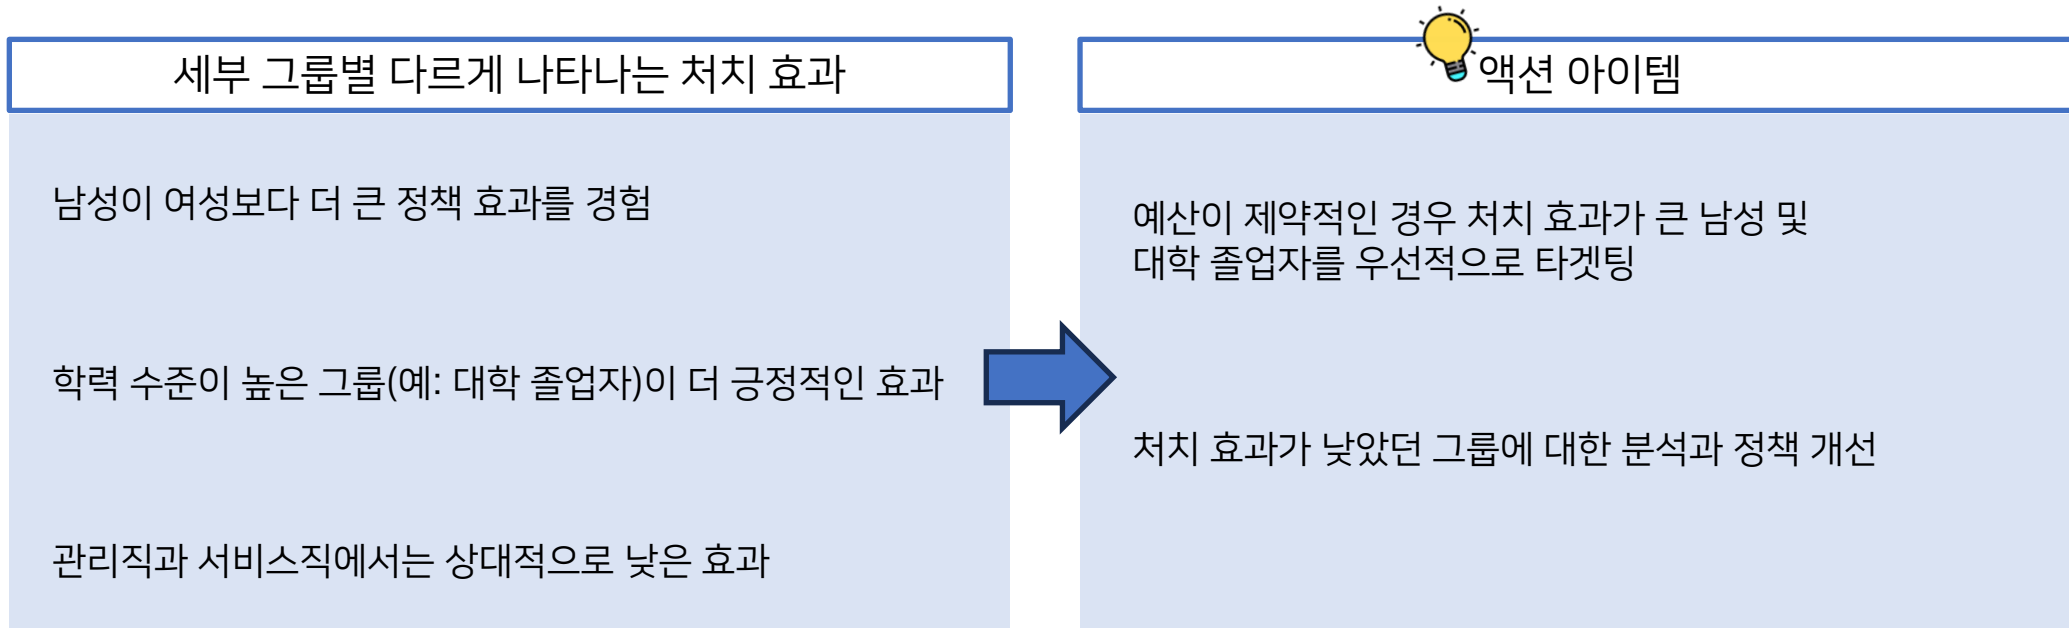 세부 그룹별 다르게 나타나는 처치 효과
남성이 여성보다 더 큰 정책 효과를 경험
학력 수준이 높은 그룹(예: 대학 졸업자)이 더 긍정적인 효과
관리직과 서비스직에서는 상대적으로 낮은 효과
액션 아이템
예산이 제약적인 경우 처치 효과가 큰 남성 및
대학 졸업자를 우선적으로 타겟팅
처치 효과가 낮았던 그룹에 대한 분석과 정책 개선